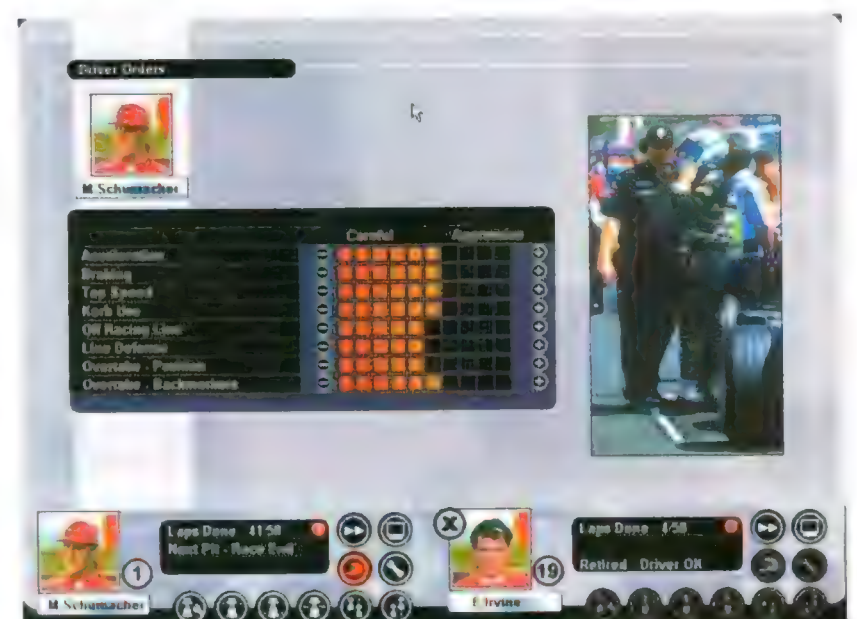 Driver Orders
M Schumacher
Careful Aggressive
Acceleration
Braking
Top Speed
Kerb Use
Off Racing Line
Line Defence
Overtake - Position
Overtake - Backmarkers
Laps Done 41/58
Next Pit - Race End
1
M Schumacher
X
Laps Done 4/58
Retired Driver OK
19
E Irvine